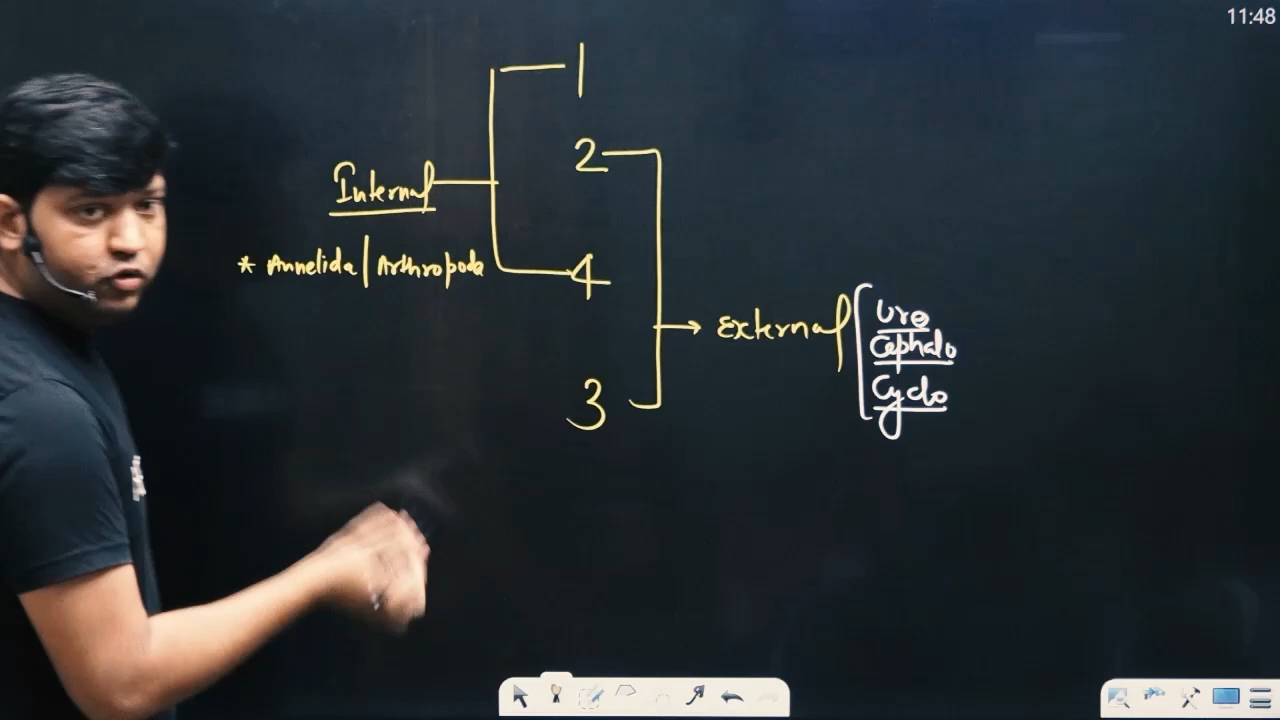 11:48
1
2
Internal
* Annelida/Arthropoda
4
External
Uro
Cephalo
Cyclo
3